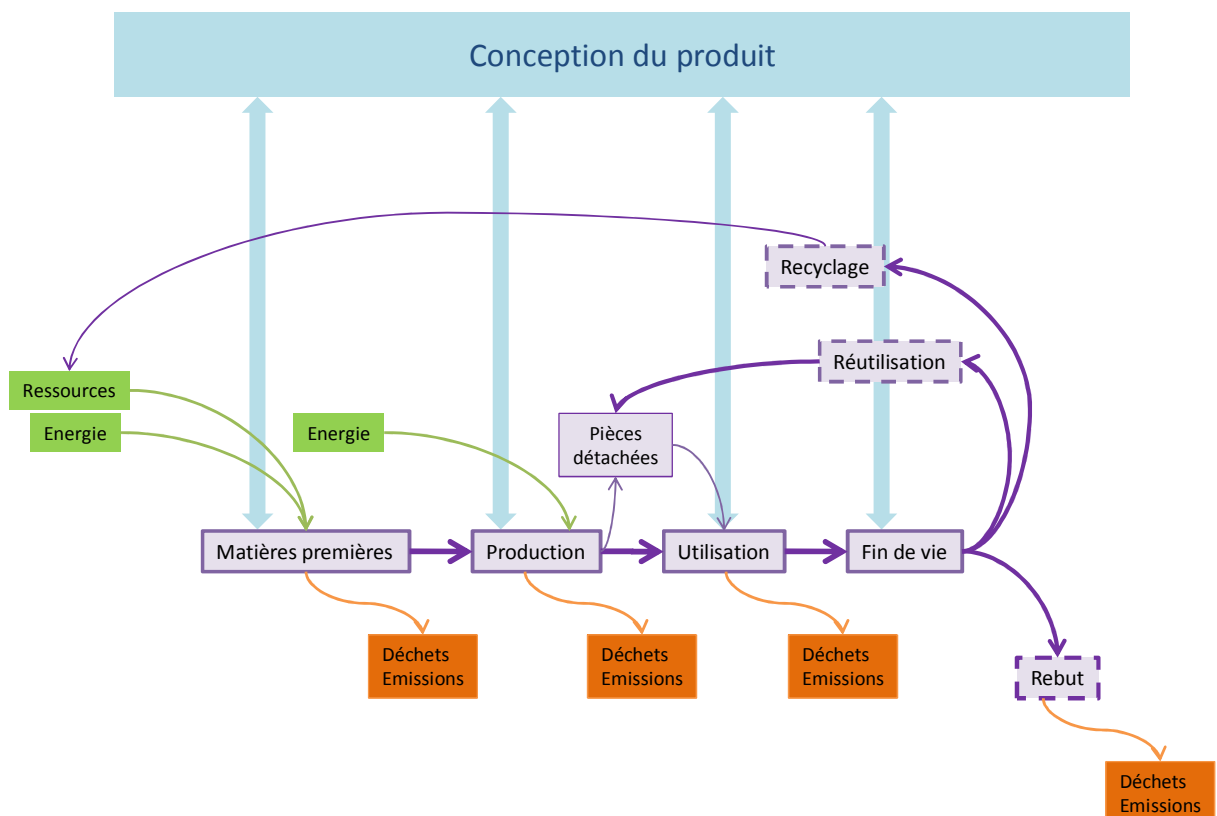 Conception du produit
Recyclage
Réutilisation
Ressources
Energie
Energie
Pièces
détachées
Matières premières
Production
Utilisation
Fin de vie
Déchets
Emissions
Déchets
Emissions
Déchets
Emissions
Rebut
Déchets
Emissions